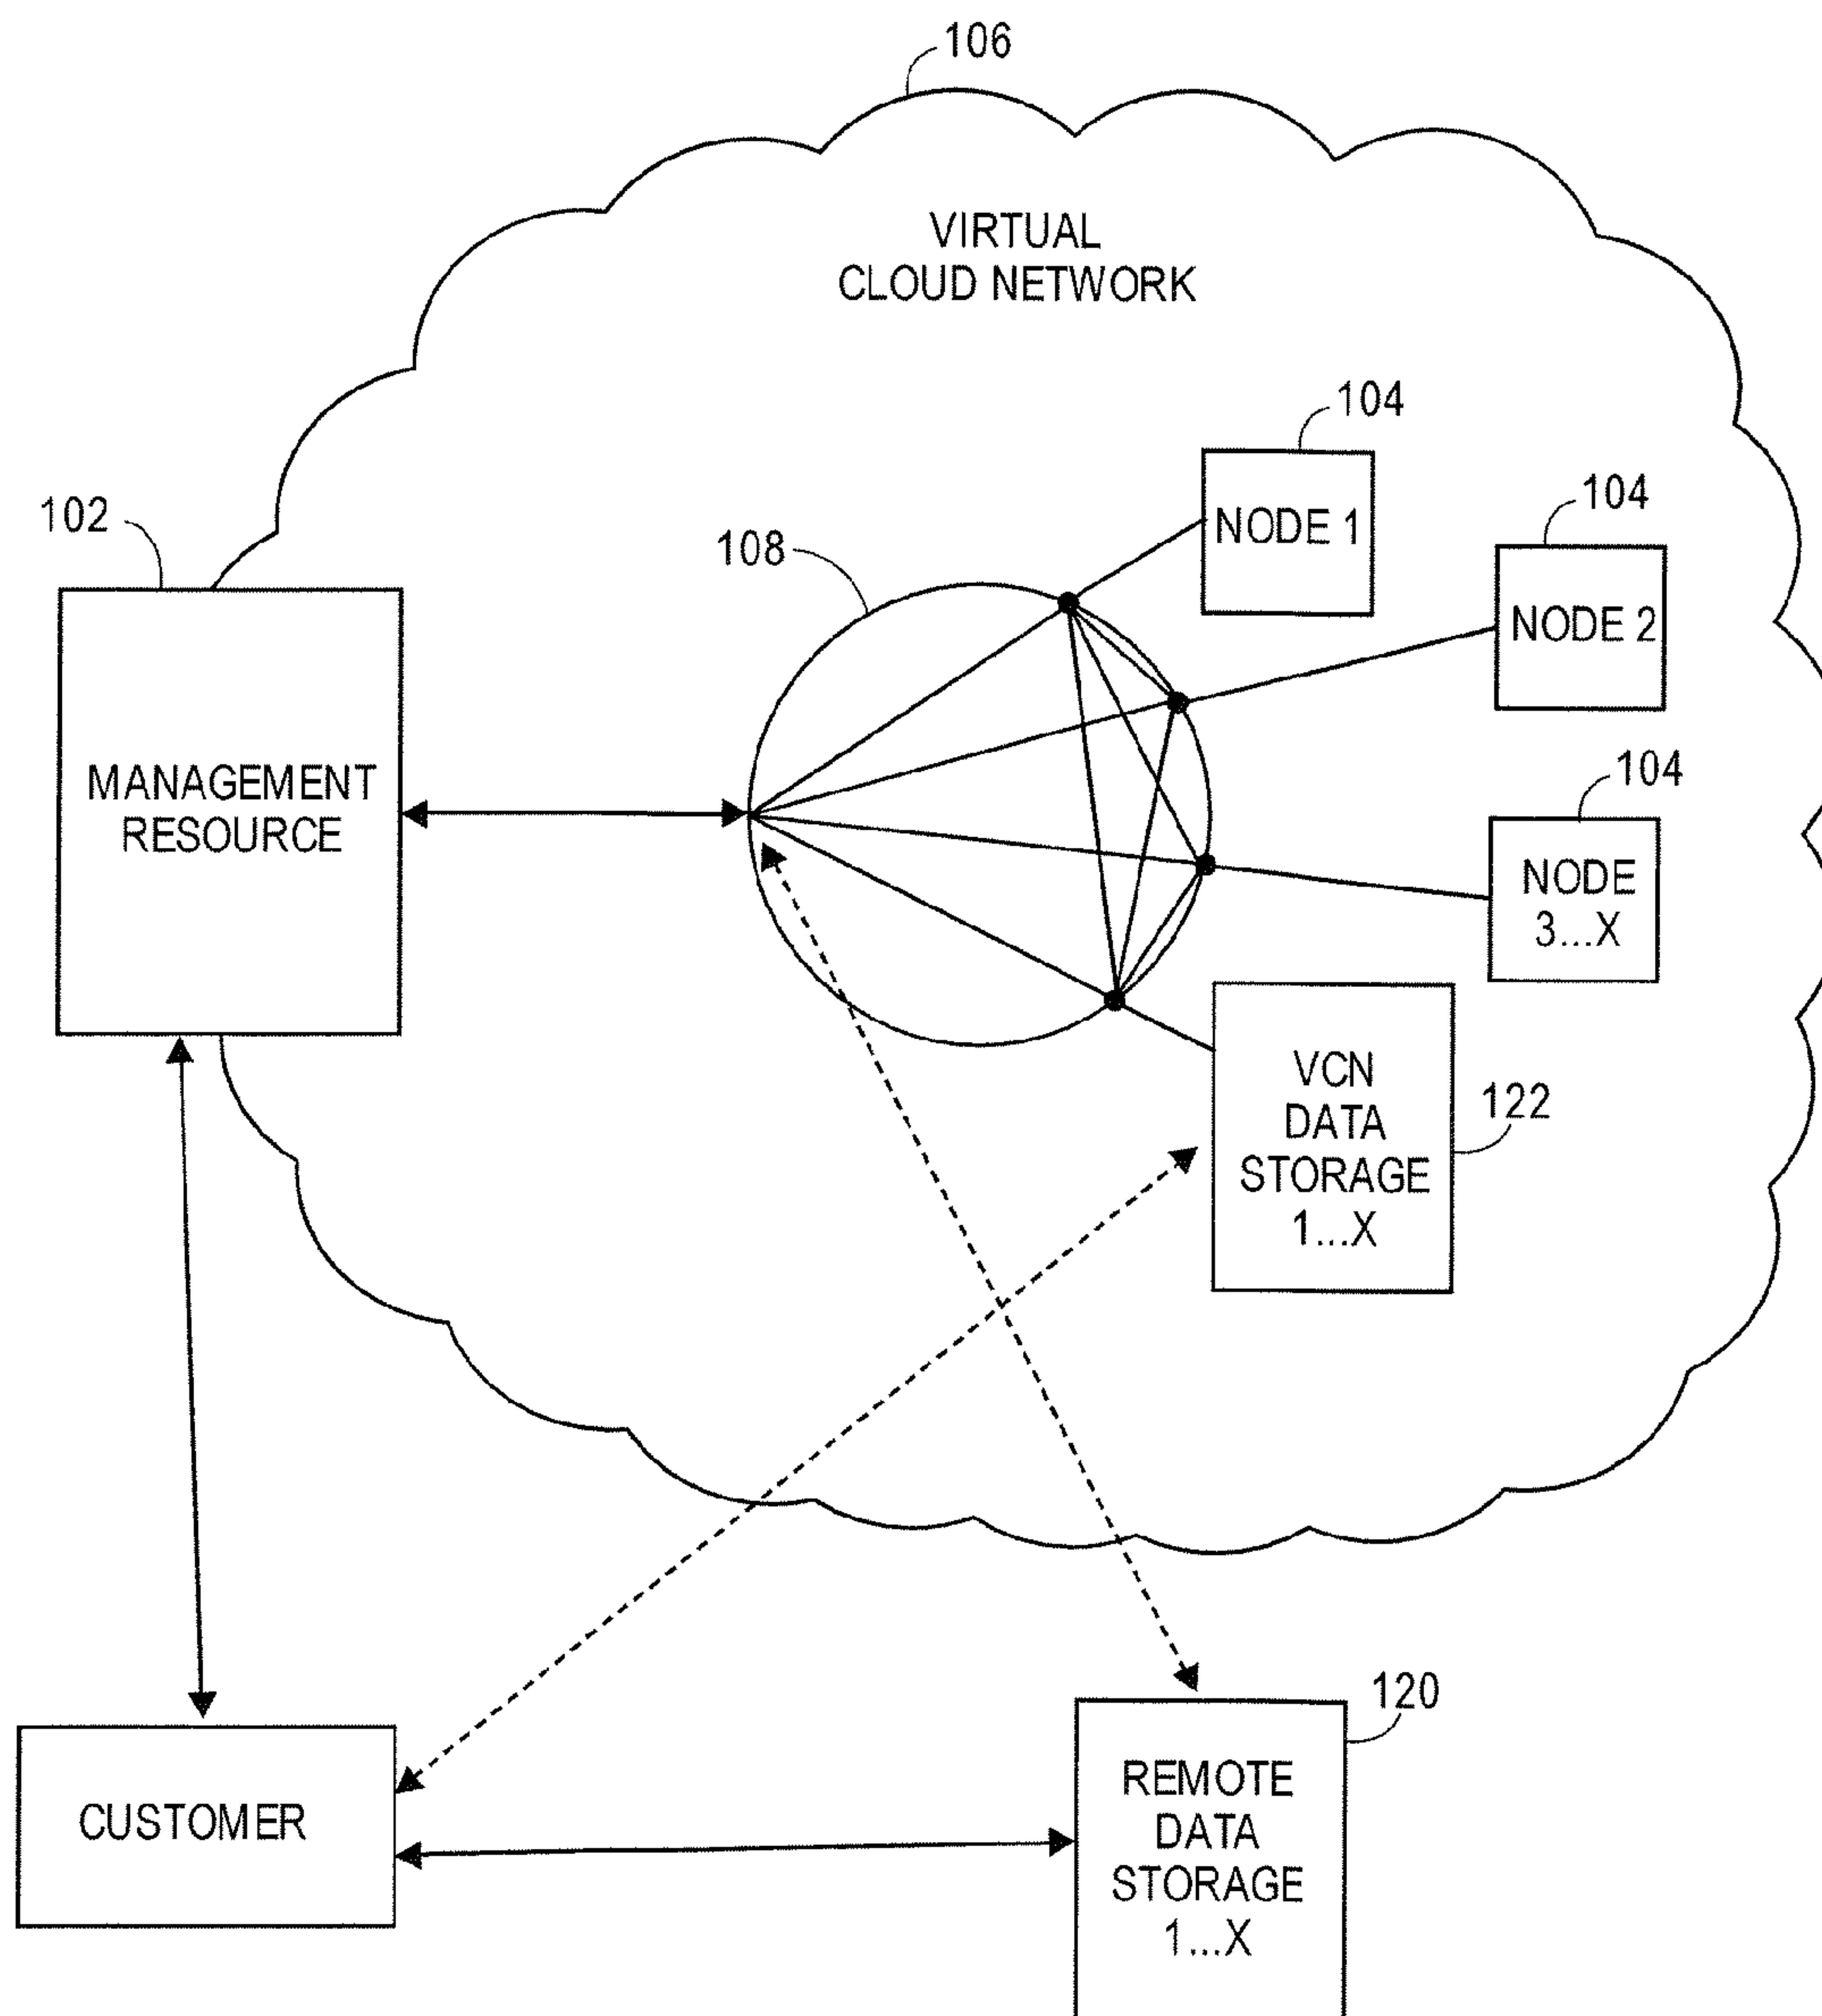 106
VIRTUAL
CLOUD NETWORK
104
NODE 1
104
NODE 2
102
108
MANAGEMENT
RESOURCE
104
NODE
3...X
VCN
DATA
STORAGE
1...X
122
120
CUSTOMER
REMOTE
DATA
STORAGE
1...X